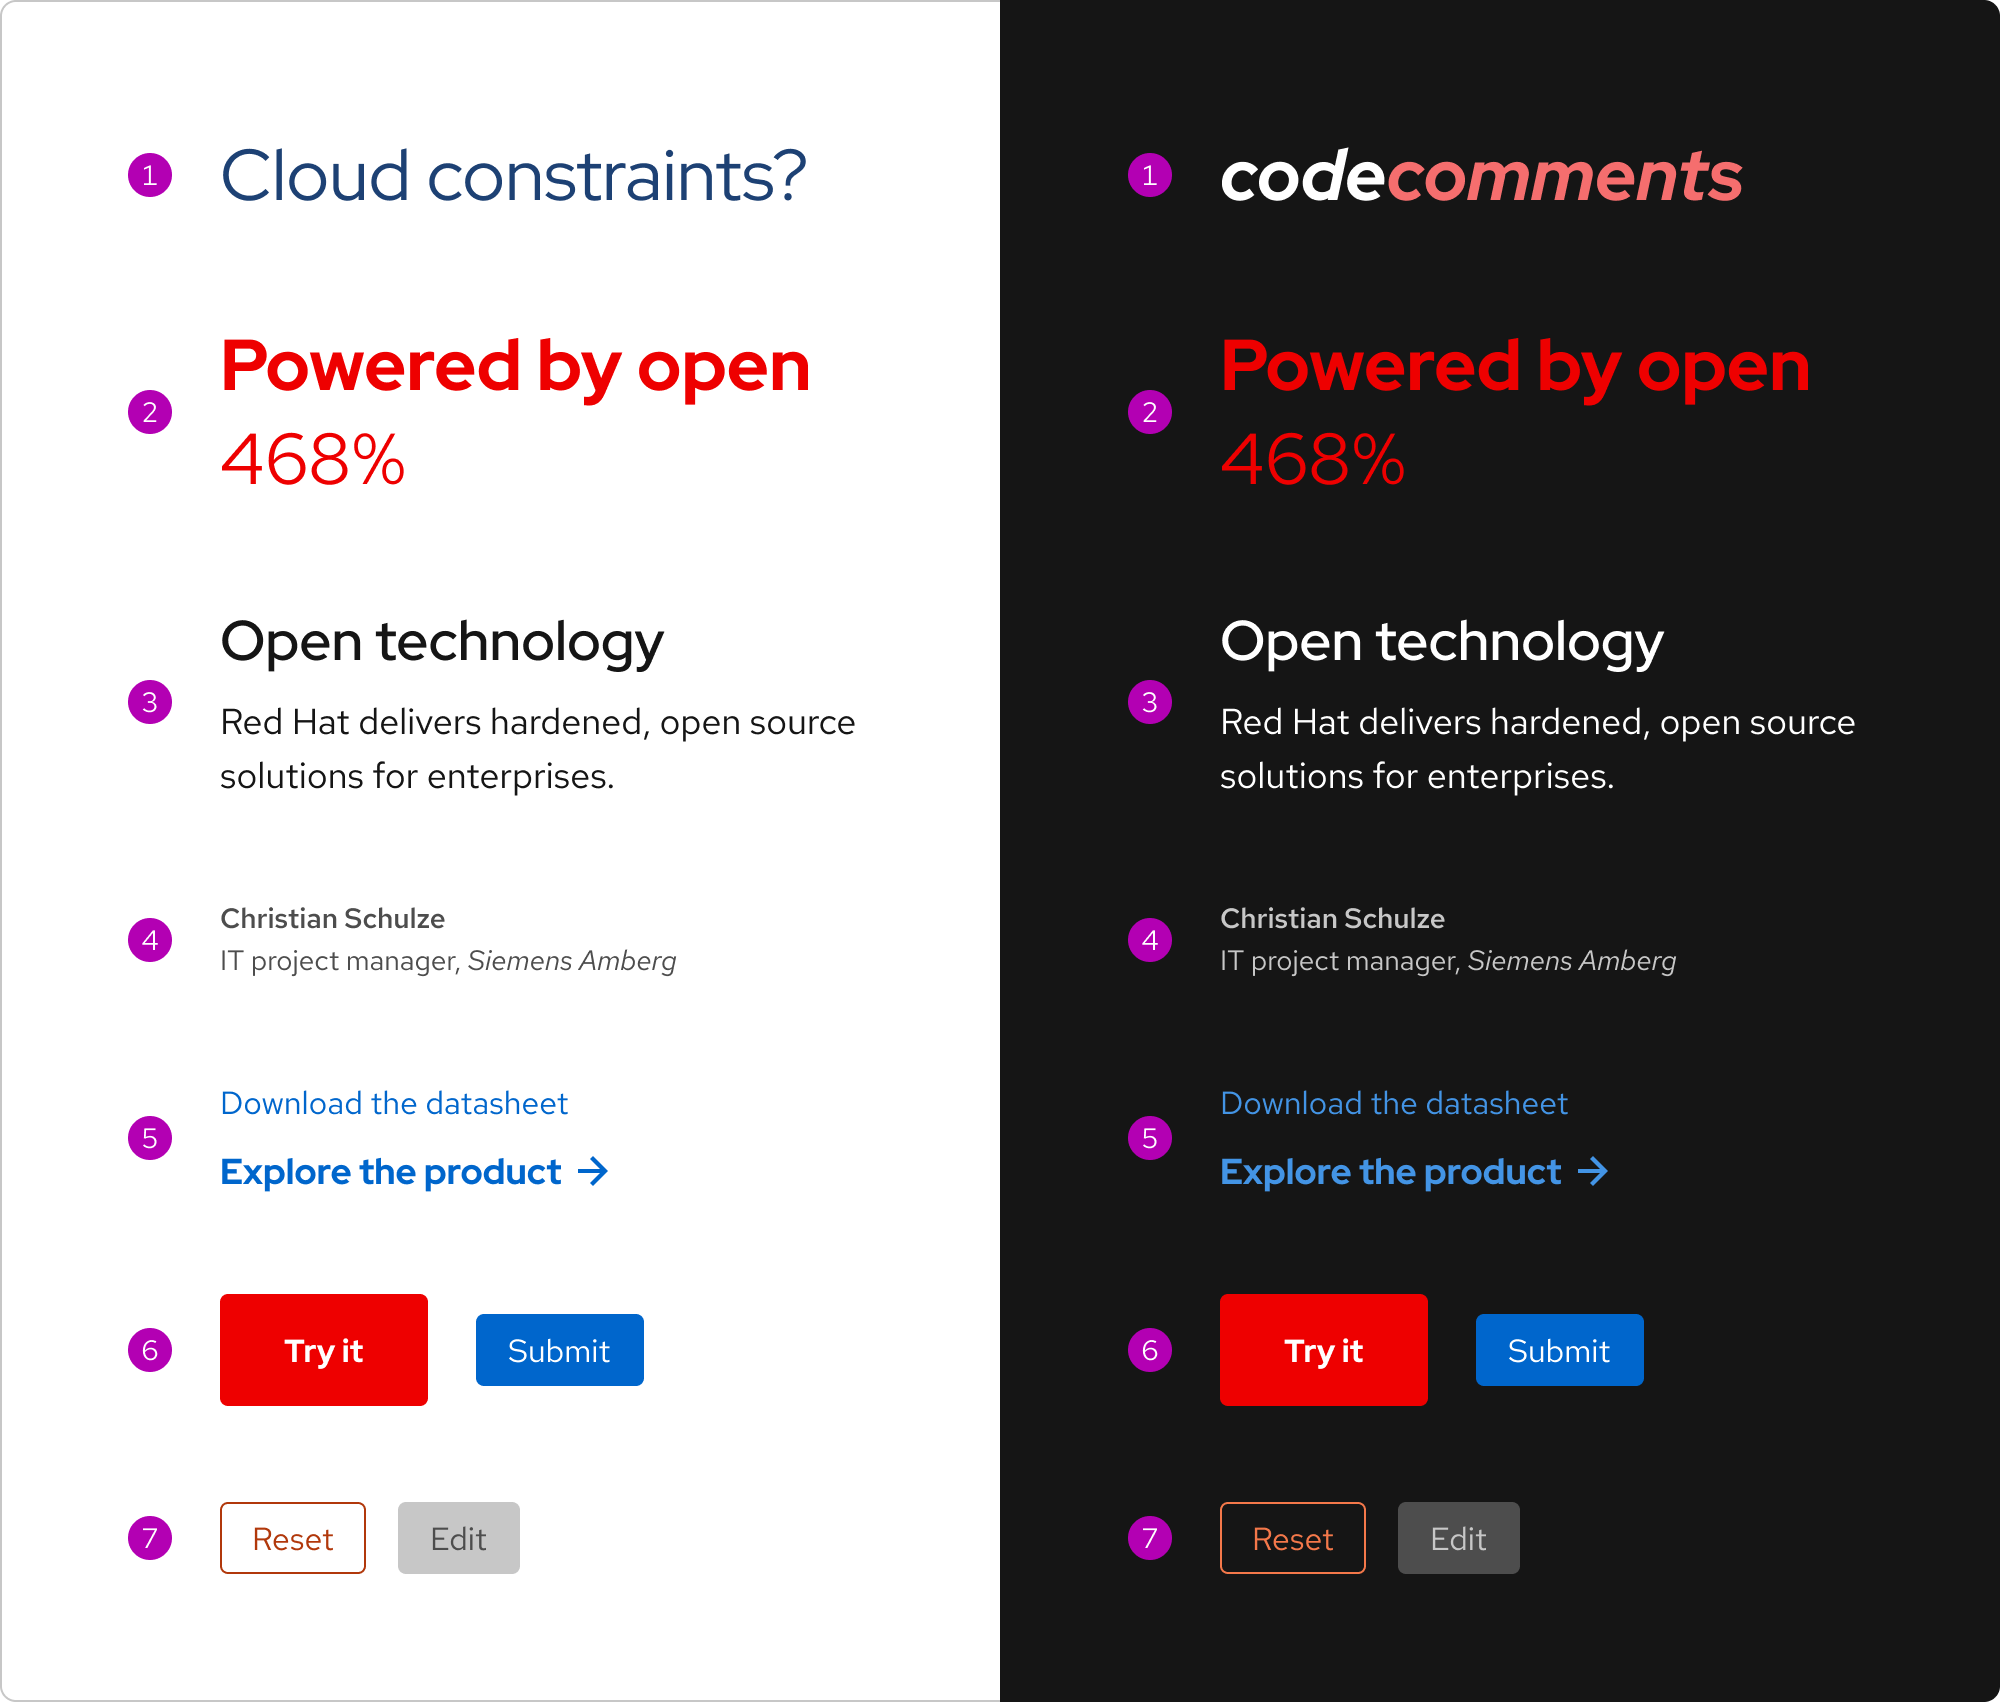 1 Cloud constraints?
2 Powered by open
468%
3 Open technology
Red Hat delivers hardened, open source
solutions for enterprises.
4 Christian Schulze
IT project manager, Siemens Amberg
5 Download the datasheet
Explore the product →
6 Try it Submit
7 Reset Edit
1 codecomments
2 Powered by open
468%
3 Open technology
Red Hat delivers hardened, open source
solutions for enterprises.
4 Christian Schulze
IT project manager, Siemens Amberg
5 Download the datasheet
Explore the product →
6 Try it Submit
7 Reset Edit